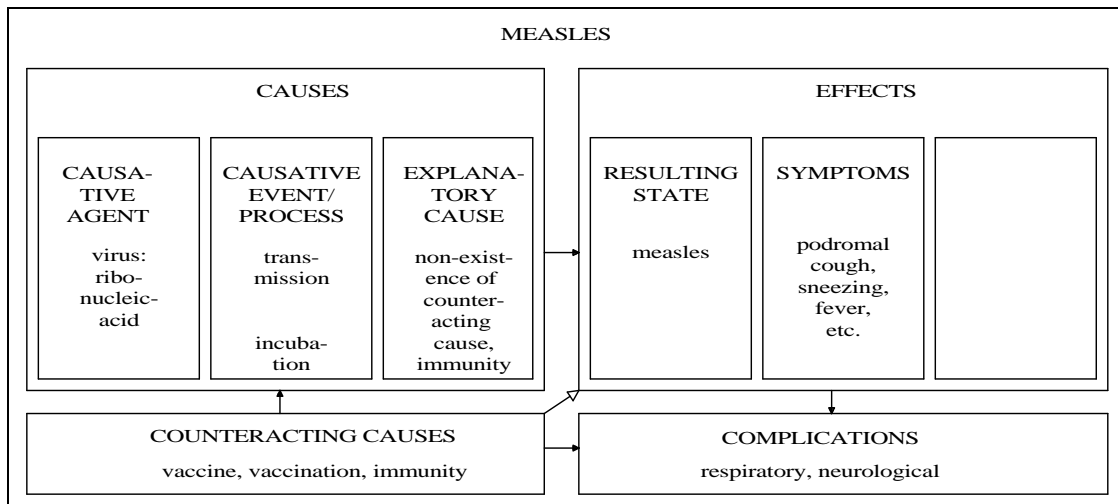 MEASLES
CAUSES
CAUSA-
TIVE
AGENT
virus:
ribo-
nucleic-
acid
CAUSATIVE
EVENT/
PROCESS
trans-
mission
incuba-
tion
EXPLANA-
TORY
CAUSE
non-exist-
ence of
counter-
acting
cause,
immunity
EFFECTS
RESULTING
STATE
measles
SYMPTOMS
podromal
cough,
sneezing,
fever,
etc.
COUNTERACTING CAUSES
vaccine, vaccination, immunity
COMPLICATIONS
respiratory, neurological